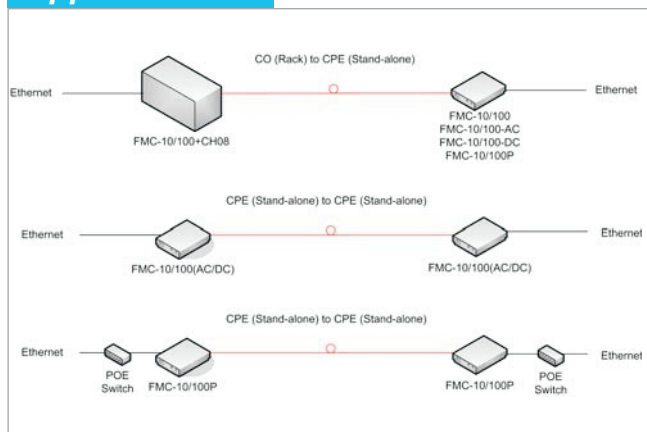 CO (Rack) to CPE (Stand-alone)
Ethernet
Ethernet
FMC-10/100+CH08
FMC-10/100
FMC-10/100-AC
FMC-10/100-DC
FMC-10/100P
CPE (Stand-alone) to CPE (Stand-alone)
Ethernet
Ethernet
FMC-10/100(AC/DC)
FMC-10/100(AC/DC)
CPE (Stand-alone) to CPE (Stand-alone)
Ethernet
Ethernet
POE
Switch
FMC-10/100P
FMC-10/100P
POE
Switch